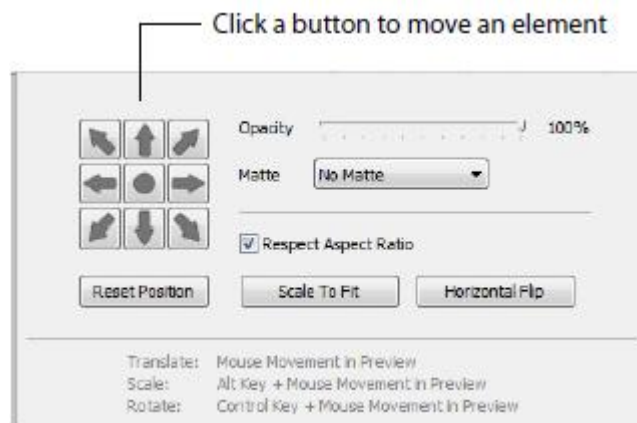 Click a button to move an element
Opacity 100%
Matte No Matte
Respect Aspect Ratio
Reset Position Scale To Fit Horizontal Flip
Translate: Mouse Movement in Preview
Scale: Alt Key + Mouse Movement in Preview
Rotate: Control Key + Mouse Movement in Preview